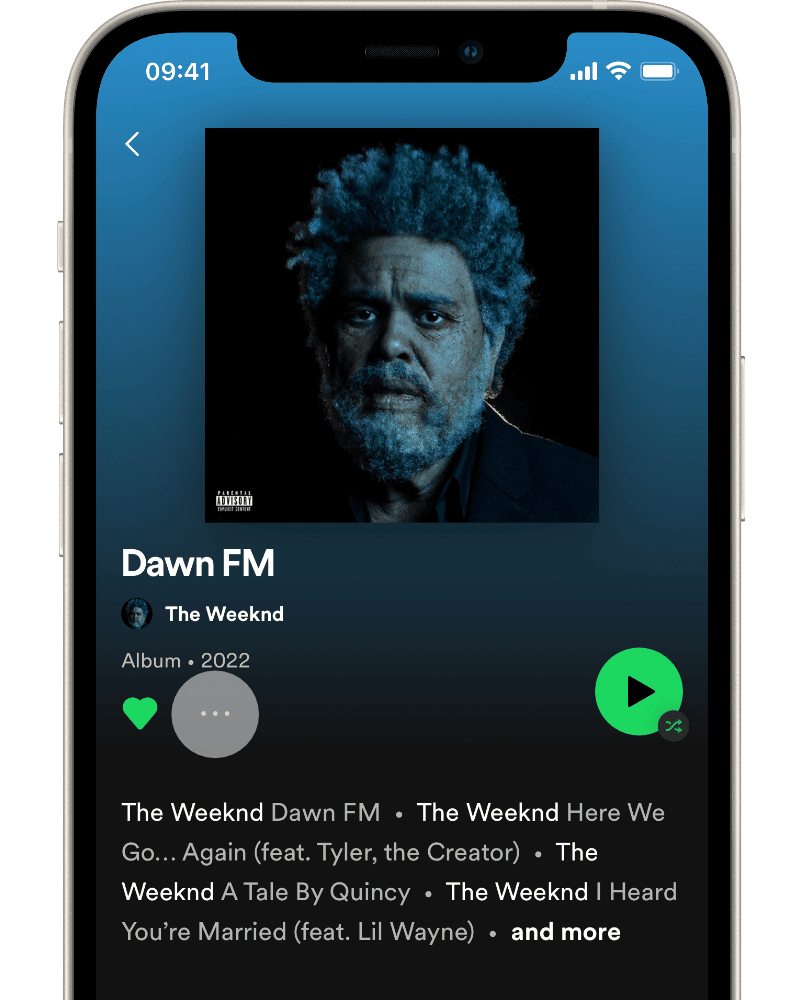 09:41
PARENTAL
ADVISORY
EXPLICIT CONTENT
Dawn FM
The Weeknd
Album • 2022
The Weeknd Dawn FM • The Weeknd Here We
Go... Again (feat. Tyler, the Creator) • The
Weeknd A Tale By Quincy • The Weeknd I Heard
You’re Married (feat. Lil Wayne) • and more